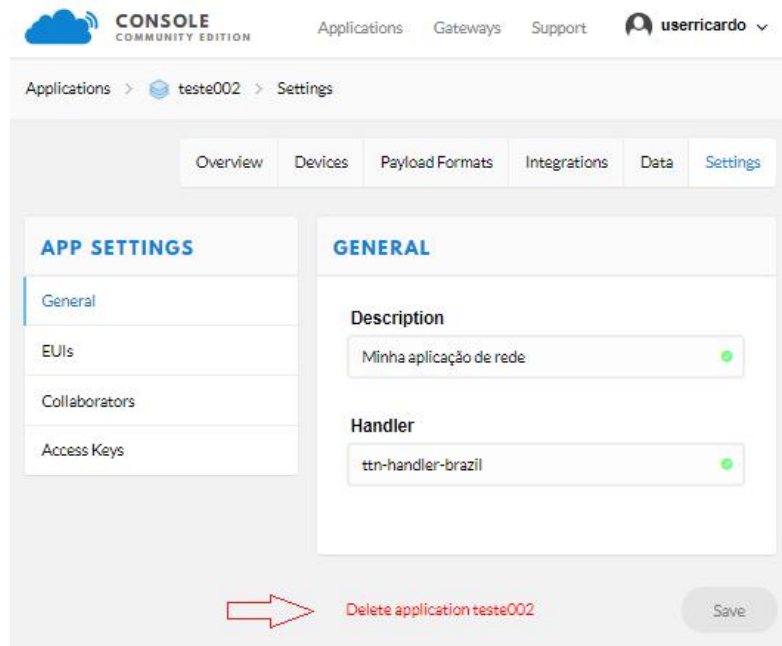 CONSOLE
COMMUNITY EDITION
Applications Gateways Support userricardo
Applications > teste002 > Settings
Overview Devices Payload Formats Integrations Data Settings
APP SETTINGS
General
EUIs
Collaborators
Access Keys
GENERAL
Description
Minha aplicação de rede
Handler
ttn-handler-brazil
Delete application teste002
Save